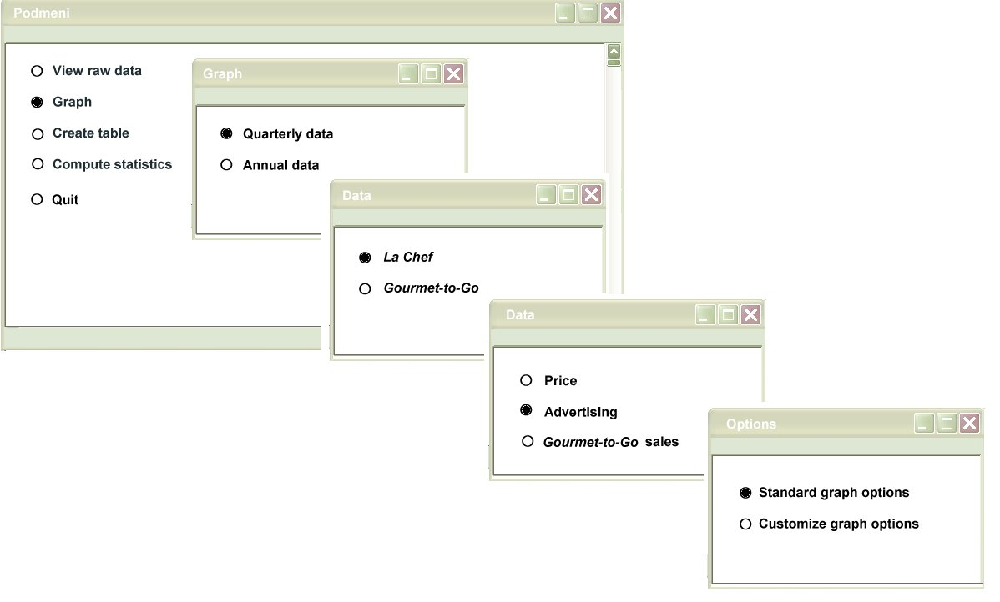 Podmeni
View raw data
Graph
Create table
Compute statistics
Quit
Graph
Quarterly data
Annual data
Data
La Chef
Gourmet-to-Go
Data
Price
Advertising
Gourmet-to-Go sales
Options
Standard graph options
Customize graph options